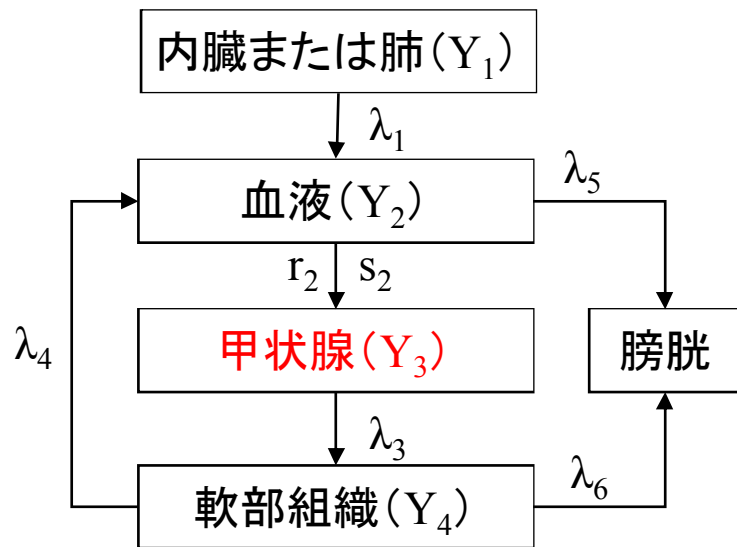 内臓または肺(Y₁)
λ₁
血液(Y₂)
λ₅
r₂ s₂
λ₄
甲状腺(Y₃)
膀胱
λ₃
軟部組織(Y₄)
λ₆